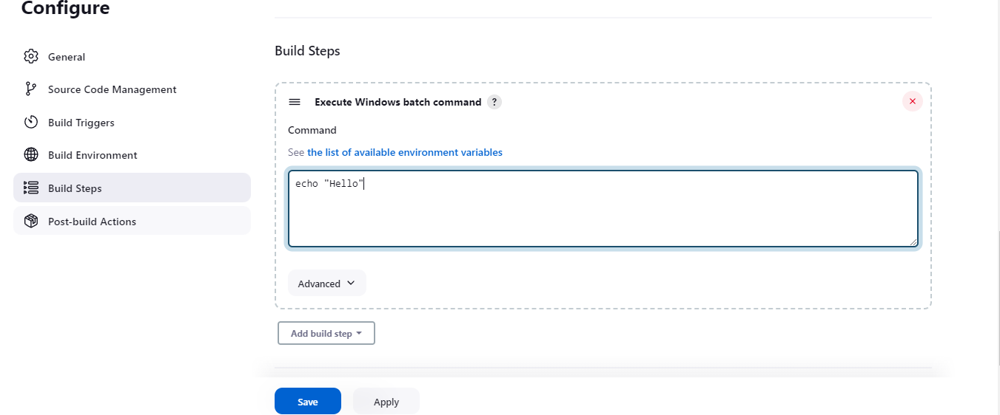 Configure
General
Source Code Management
Build Triggers
Build Environment
Build Steps
Post-build Actions
Build Steps
Execute Windows batch command ?
Command
See the list of available environment variables
echo "Hello"
Advanced
Add build step
Save Apply